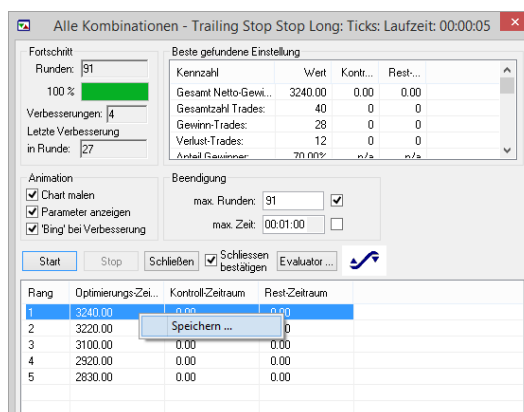 Alle Kombinationen - Trailing Stop Stop Long: Ticks: Laufzeit: 00:00:05
Fortschritt
Runden: 91
100 %
Verbesserungen: 4
Letzte Verbesserung
in Runde: 27
Beste gefundene Einstellung
Kennzahl Wert Kontr... Rest-...
Gesamt Netto-Gewi... 3240.00 0.00 0.00
Gesamtzahl Trades: 40 0 0
Gewinn-Trades: 28 0 0
Verlust-Trades: 12 0 0
Anteil Gewinner: 70.00% n/a n/a
Animation
Chart malen
Parameter anzeigen
'Bing' bei Verbesserung
Beendigung
max. Runden: 91
max. Zeit: 00:01:00
Start Stop Schließen Schliessen bestätigen Evaluator ...
Rang Optimierungs-Zei... Kontroll-Zeitraum Rest-Zeitraum
1 3240.00 0.00 0.00
Speichern ...
2 3220.00 0
3 3100.00 0.00 0.00
4 2920.00 0.00 0.00
5 2830.00 0.00 0.00